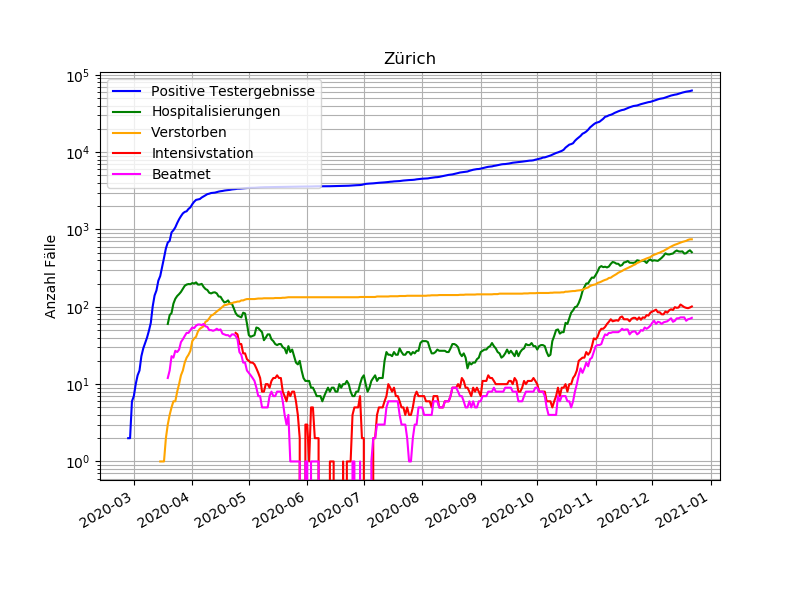 Zürich
10^5
10^4
10^3
10^2
10^1
10^0
Anzahl Fälle
Positive Testergebnisse
Hospitalisierungen
Verstorben
Intensivstation
Beatmet
2020-03
2020-04
2020-05
2020-06
2020-07
2020-08
2020-09
2020-10
2020-11
2020-12
2021-01